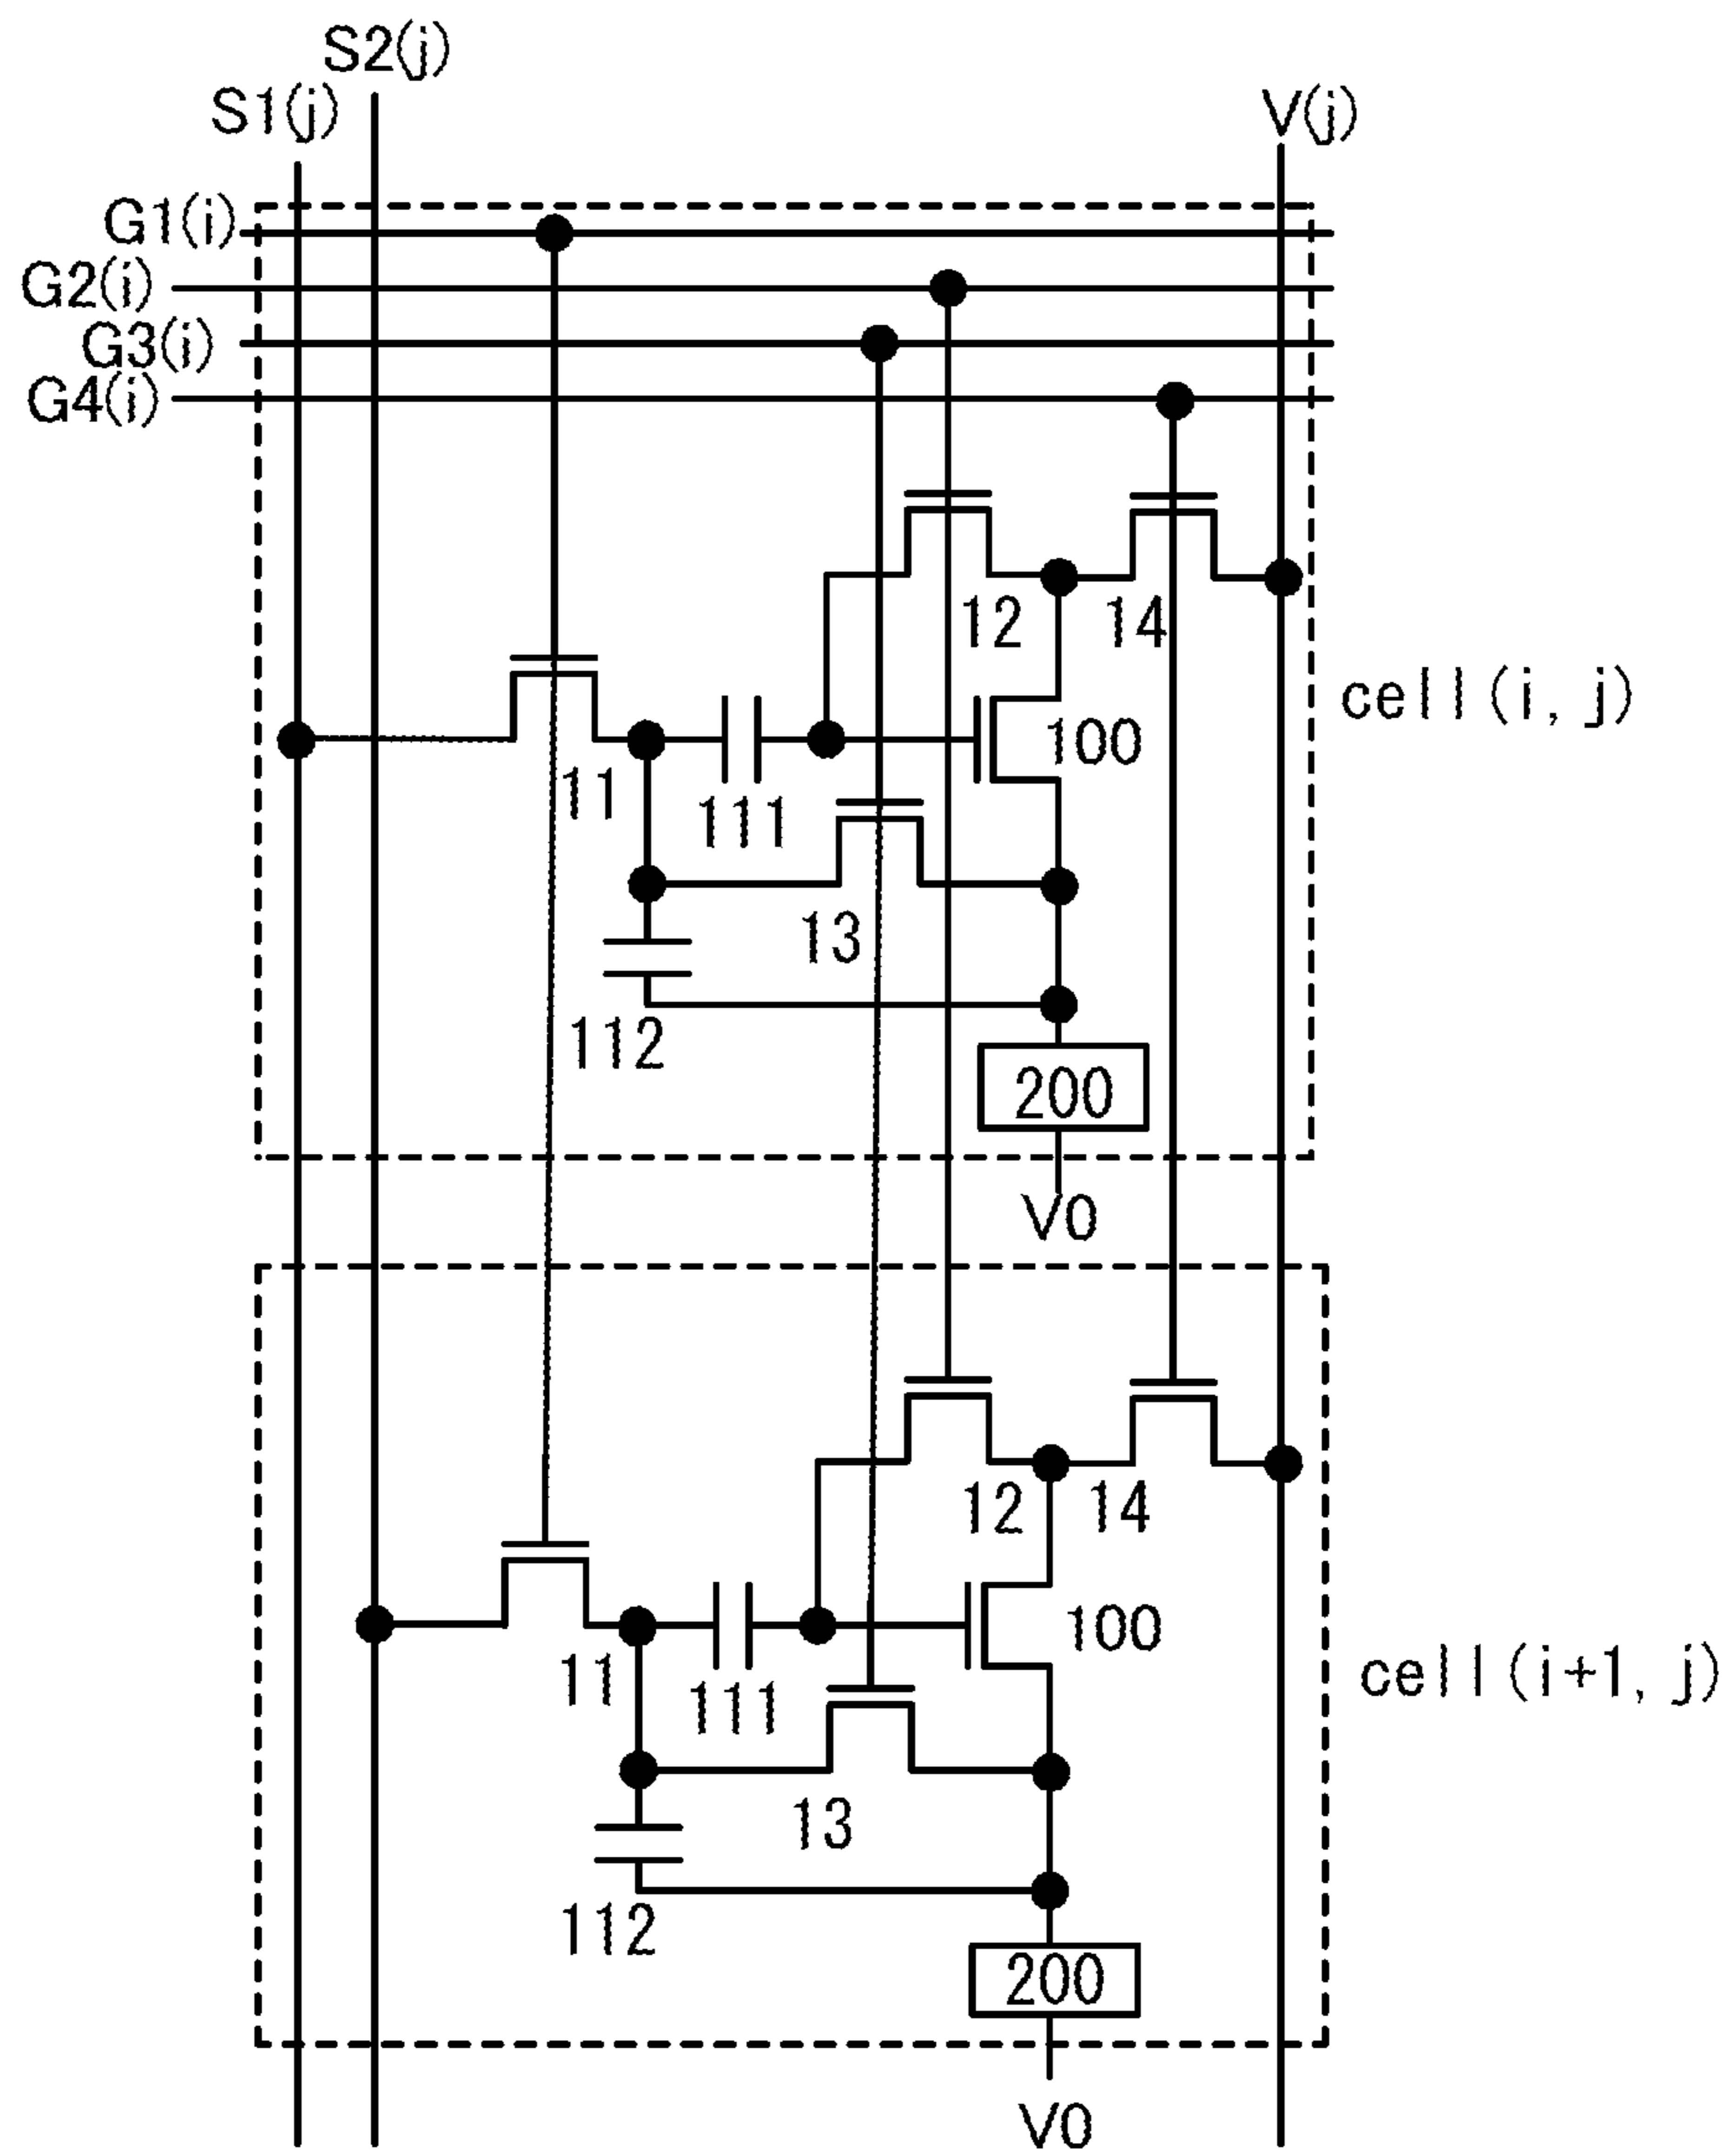 S2(j)
S1(j)
V(j)
G1(i)
G2(i)
G3(i)
G4(i)
12
14
cell(i, j)
100
11
111
13
112
200
V0
12
14
100
cell(i+1, j)
11
111
13
112
200
V0